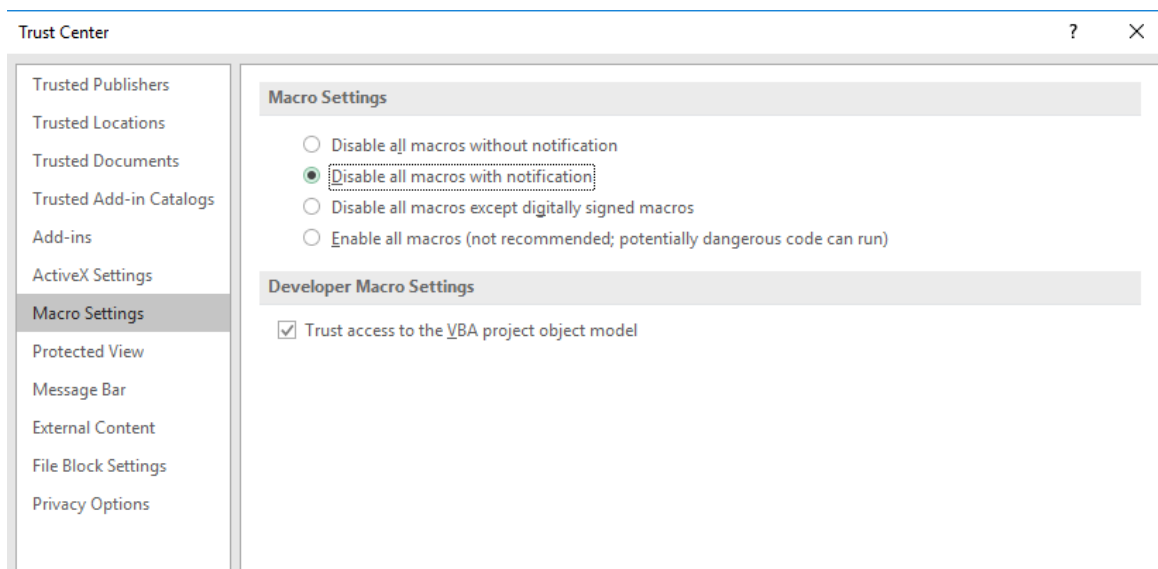 Trust Center
?
Trusted Publishers
Trusted Locations
Trusted Documents
Trusted Add-in Catalogs
Add-ins
ActiveX Settings
Macro Settings
Protected View
Message Bar
External Content
File Block Settings
Privacy Options
Macro Settings
Disable all macros without notification
Disable all macros with notification
Disable all macros except digitally signed macros
Enable all macros (not recommended; potentially dangerous code can run)
Developer Macro Settings
Trust access to the VBA project object model